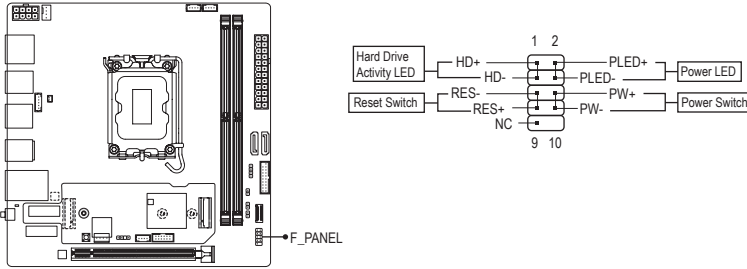 1 2
Hard Drive
Activity LED
HD+
HD-
PLED+
PLED-
Power LED
Reset Switch
RES-
RES+
PW+
PW-
Power Switch
NC
9 10
F_PANEL